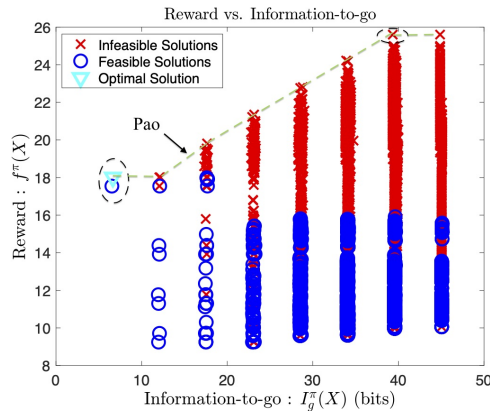 Reward vs. Information-to-go
Infeasible Solutions
Feasible Solutions
Optimal Solution
Pao
Reward : f^π(X)
26
24
22
20
18
16
14
12
10
8
0 10 20 30 40 50
Information-to-go : I_g^π(X) (bits)